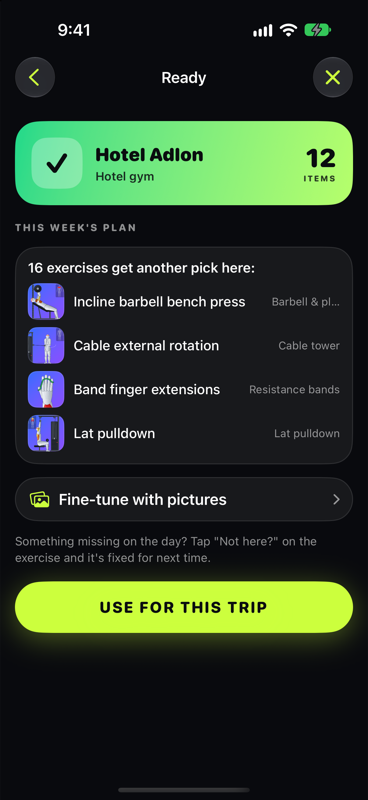 9:41
Ready
Hotel Adlon
Hotel gym
12
ITEMS
THIS WEEK'S PLAN
16 exercises get another pick here:
Incline barbell bench press
Barbell & pl...
Cable external rotation
Cable tower
Band finger extensions
Resistance bands
Lat pulldown
Lat pulldown
Fine-tune with pictures
Something missing on the day? Tap "Not here?" on the
exercise and it's fixed for next time.
USE FOR THIS TRIP